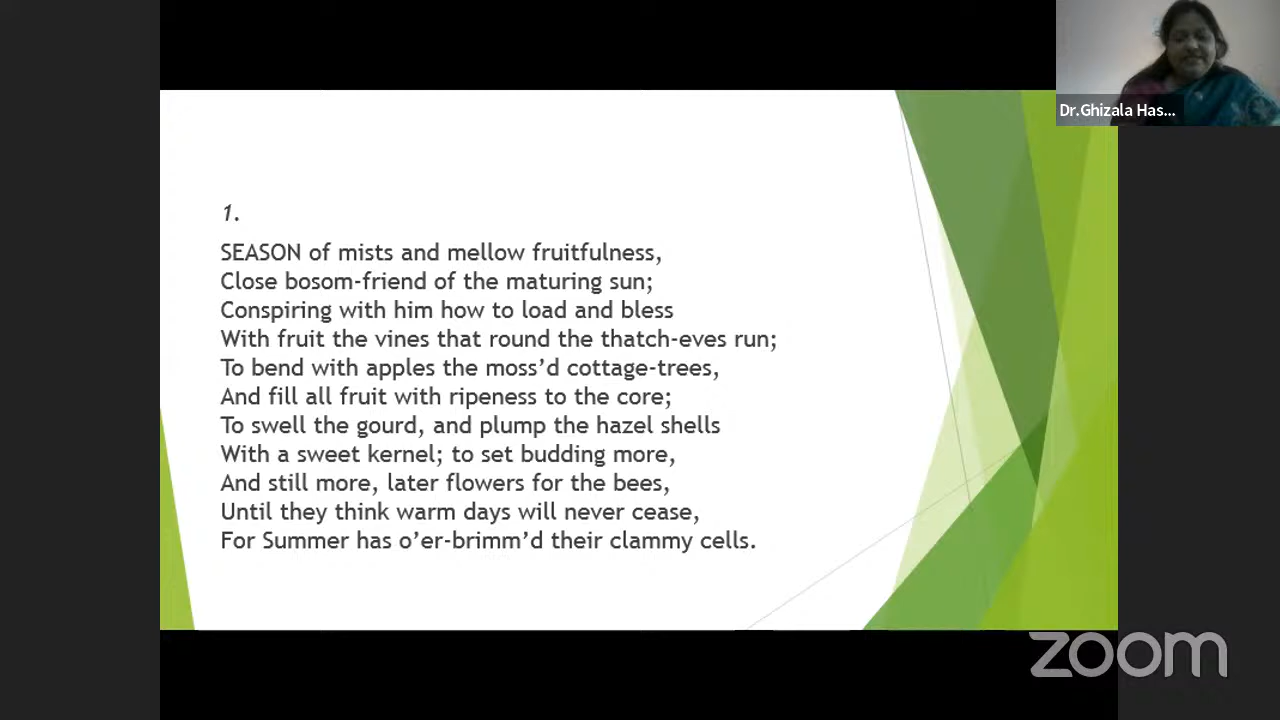 Dr.Ghizala Has...
1.
SEASON of mists and mellow fruitfulness,
Close bosom-friend of the maturing sun;
Conspiring with him how to load and bless
With fruit the vines that round the thatch-eves run;
To bend with apples the moss’d cottage-trees,
And fill all fruit with ripeness to the core;
To swell the gourd, and plump the hazel shells
With a sweet kernel; to set budding more,
And still more, later flowers for the bees,
Until they think warm days will never cease,
For Summer has o’er-brimm’d their clammy cells.
zoom